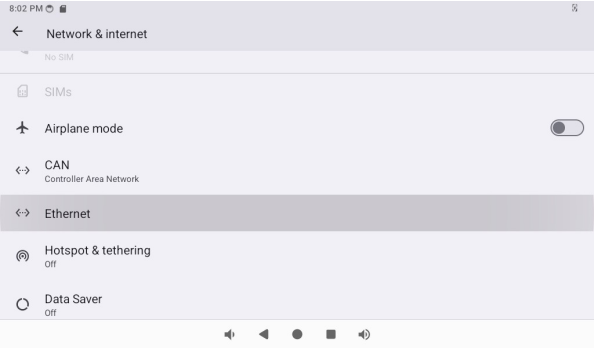 8:02 PM
Network & internet
No SIM
SIMs
Airplane mode
CAN
Controller Area Network
Ethernet
Hotspot & tethering
Off
Data Saver
Off